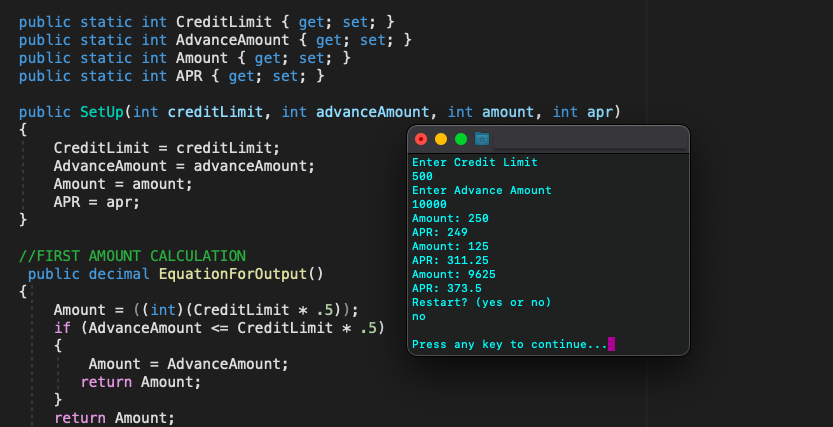 public static int CreditLimit { get; set; }
public static int AdvanceAmount { get; set; }
public static int Amount { get; set; }
public static int APR { get; set; }
public SetUp(int creditLimit, int advanceAmount, int amount, int apr)
{
CreditLimit = creditLimit;
AdvanceAmount = advanceAmount;
Amount = amount;
APR = apr;
}
//FIRST AMOUNT CALCULATION
public decimal EquationForOutput()
{
Amount = ((int)(CreditLimit * .5));
if (AdvanceAmount <= CreditLimit * .5)
{
Amount = AdvanceAmount;
return Amount;
}
return Amount;
Enter Credit Limit
500
Enter Advance Amount
10000
Amount: 250
APR: 249
Amount: 125
APR: 311.25
Amount: 9625
APR: 373.5
Restart? (yes or no)
no
Press any key to continue...